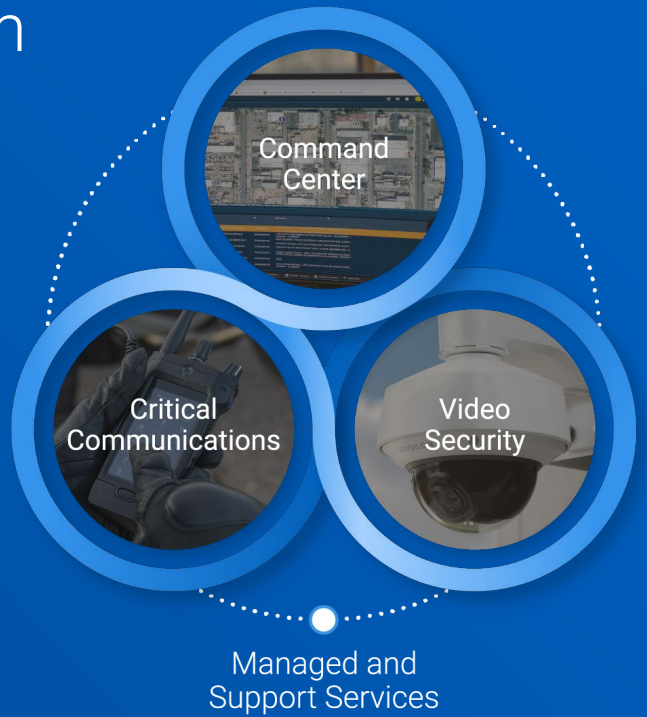 n
Command
Center
Critical
Communications
Video
Security
Managed and
Support Services